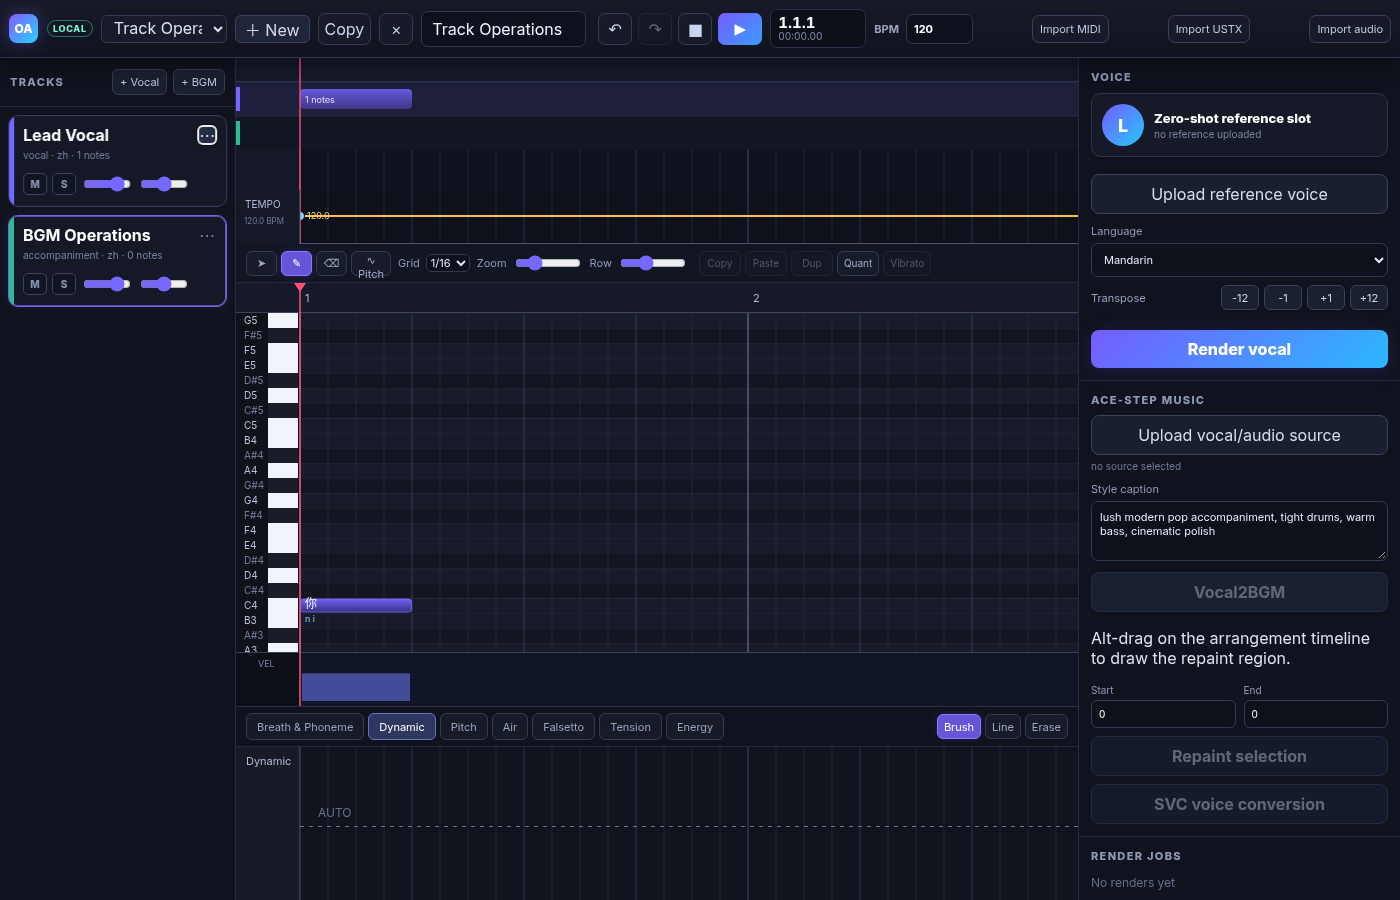 OA
LOCAL
Track Opera
+ New
Copy
×
Track Operations
1.1.1
00:00.00
BPM
120
Import MIDI
Import USTX
Import audio
TRACKS
+ Vocal
+ BGM
Lead Vocal
...
vocal · zh · 1 notes
M
S
BGM Operations
...
accompaniment · zh · 0 notes
M
S
1 notes
TEMPO
120.0 BPM
120.0
Pitch
Grid
1/16
Zoom
Row
Copy
Paste
Dup
Quant
Vibrato
1
2
G5
F#5
F5
E5
D#5
D5
C#5
C5
B4
A#4
A4
G#4
G4
F#4
F4
E4
D#4
D4
C#4
C4
B3
A#3
A3
你
n i
VEL
Breath & Phoneme
Dynamic
Pitch
Air
Falsetto
Tension
Energy
Brush
Line
Erase
Dynamic
AUTO
VOICE
L
Zero-shot reference slot
no reference uploaded
Upload reference voice
Language
Mandarin
Transpose
-12
-1
+1
+12
Render vocal
ACE-STEP MUSIC
Upload vocal/audio source
no source selected
Style caption
lush modern pop accompaniment, tight drums, warm
bass, cinematic polish
Vocal2BGM
Alt-drag on the arrangement timeline
to draw the repaint region.
Start
End
0
0
Repaint selection
SVC voice conversion
RENDER JOBS
No renders yet